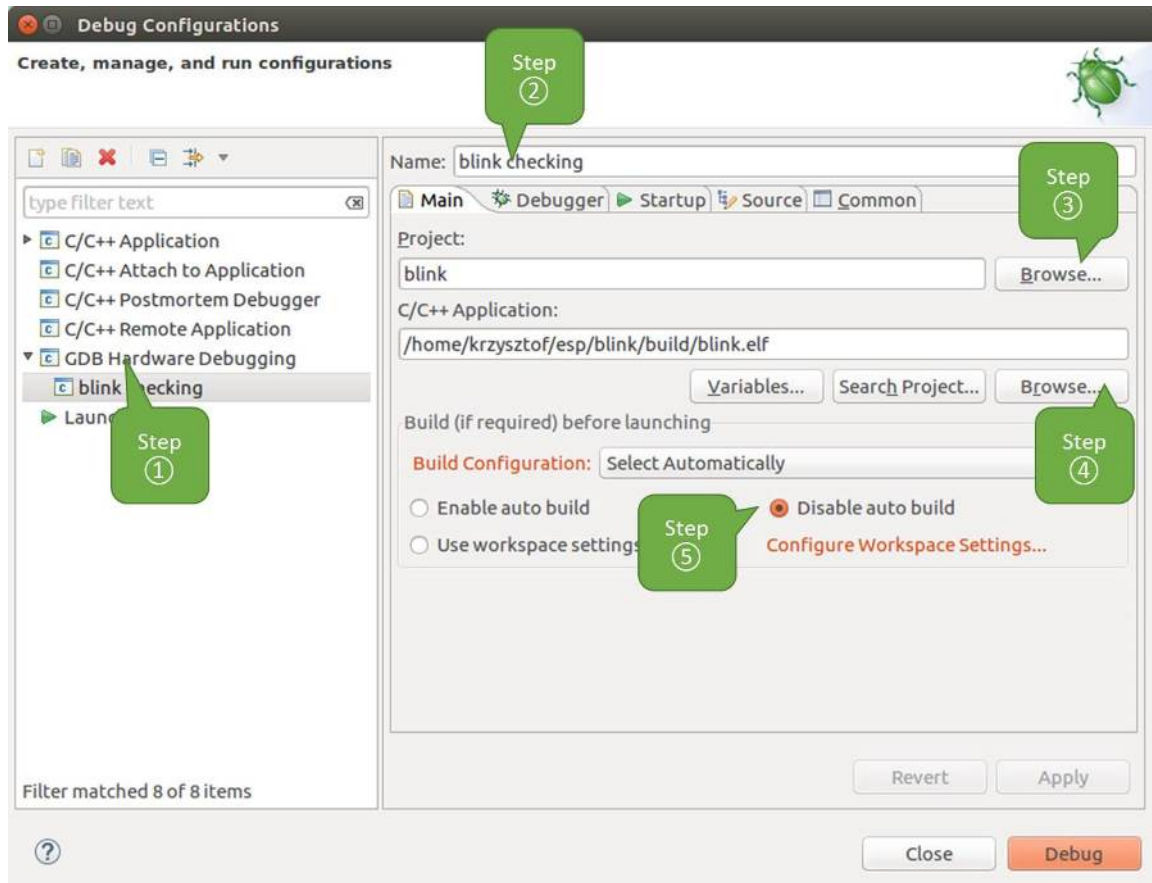 Debug Configurations
Create, manage, and run configurations
Step
②
type filter text
C/C++ Application
C/C++ Attach to Application
C/C++ Postmortem Debugger
C/C++ Remote Application
GDB Hardware Debugging
blink checking
Step
①
Filter matched 8 of 8 items
Name: blink checking
Main Debugger Startup Source Common
Step
③
Project:
blink Browse...
C/C++ Application:
/home/krzysztof/esp/blink/build/blink.elf
Variables... Search Project... Browse...
Step
④
Build (if required) before launching
Build Configuration: Select Automatically
Enable auto build Disable auto build
Step
⑤
Use workspace settings Configure Workspace Settings...
Revert Apply
? Close Debug